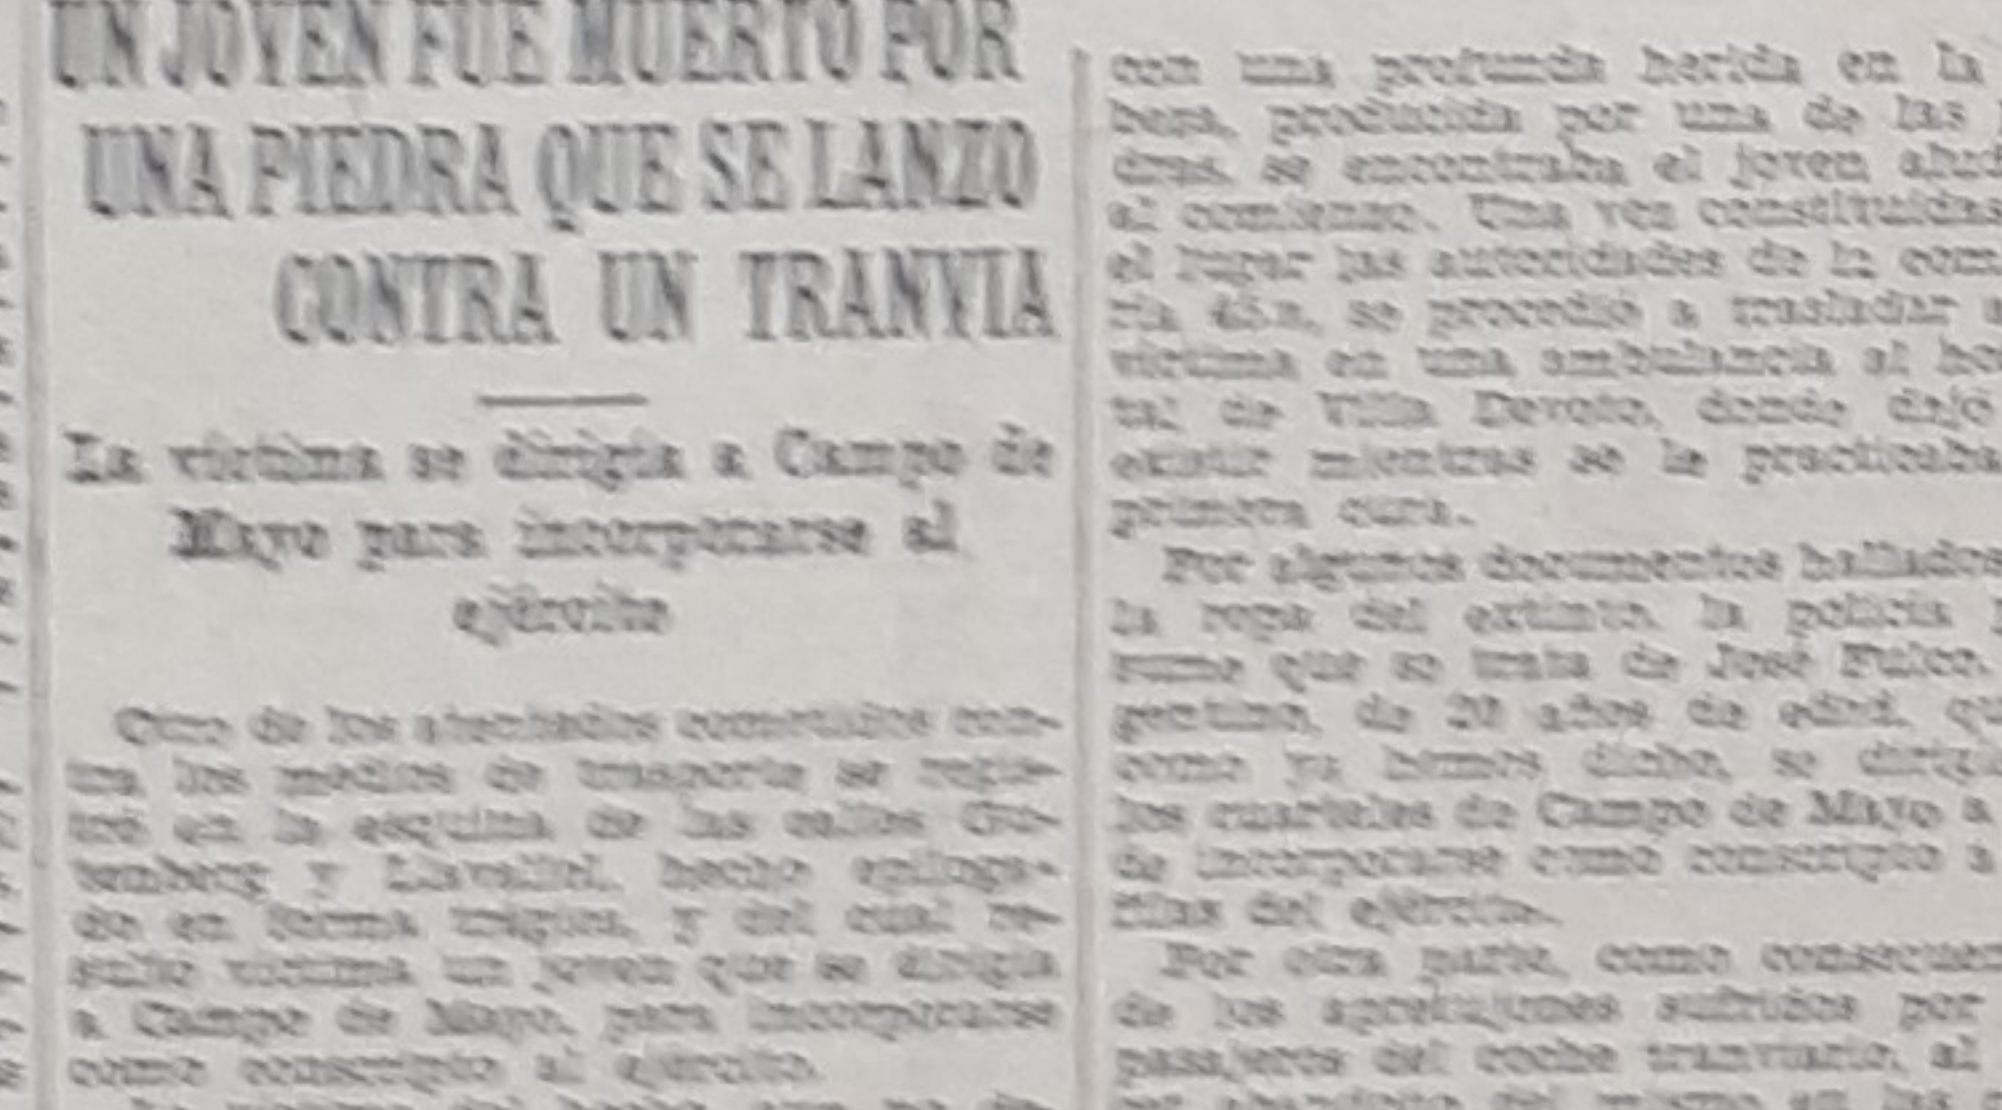 UN JOVEN FUE MUERTO POR
UNA PIEDRA QUE SE LANZO
CONTRA UN TRANVIA
La víctima se dirigía a Campo de
Mayo para incorporarse al
ejército
Otro de los atentados cometidos con-
tra los medios de transporte se regis-
tró en la esquina de las calles Gu-
temberg y Llavallol, hecho epiloga-
do en forma trágica, y del cual re-
sultó víctima un joven que se dirigía
a Campo de Mayo, para incorporarse
como conscripto al ejército.
con una profunda herida en la
beza, producida por una de las
dras, se encontraba el joven alud
al comienzo. Una vez constituídas
el lugar las autoridades de la com
ría 45.a, se procedió a trasladar a
víctima en una ambulancia al hos
tal de Villa Devoto, donde dejó
existir mientras se le practicaba
primera cura.
Por algunos documentos hallados
la ropa del extinto, la policía p
sume que se trata de José Fulco,
gentino, de 20 años de edad, qu
como ya hemos dicho, se dirigí
los cuarteles de Campo de Mayo a
de incorporarse como conscripto a
filas del ejército.
Por otra parte, como consecuen
de los apretujones sufridos por
pasajeros del coche tranviario, al